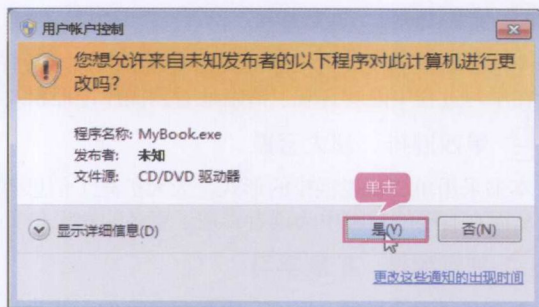 用户帐户控制
您想允许来自未知发布者的以下程序对此计算机进行更
改吗?
程序名称: MyBook.exe
发布者: 未知
文件源: CD/DVD 驱动器
单击
显示详细信息(D)
是(Y)
否(N)
更改这些通知的出现时间